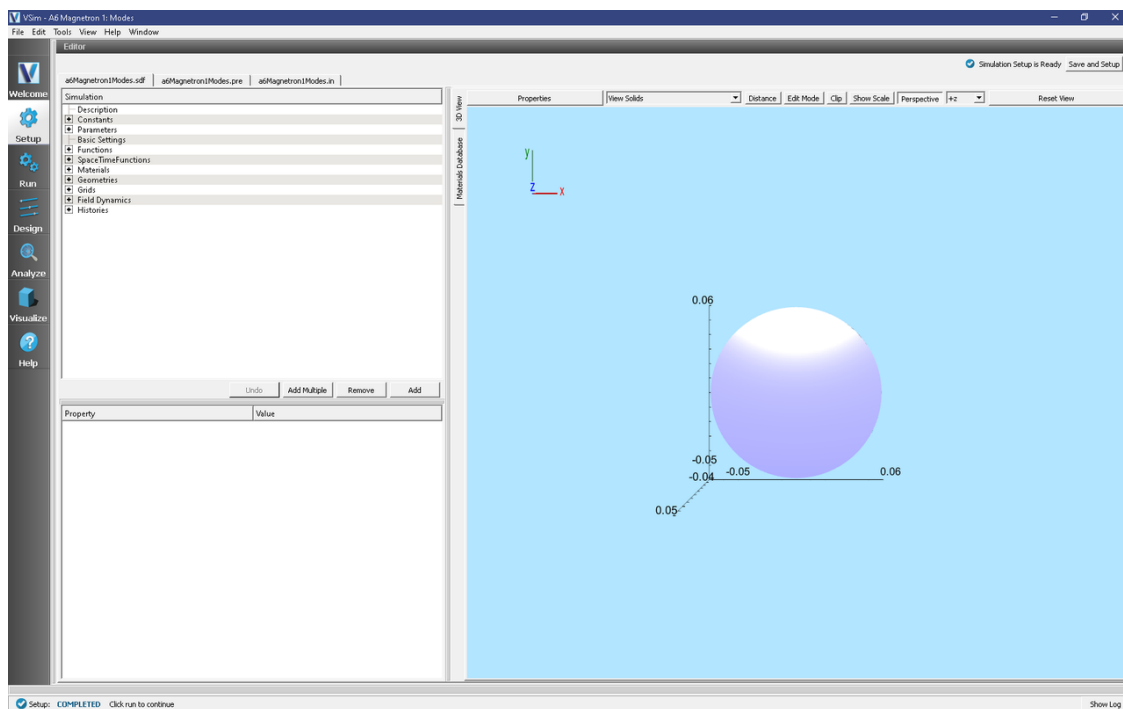 VSim - A6 Magnetron 1: Modes
File Edit Tools View Help Window
Editor
Simulation Setup is Ready Save and Setup
a6Magnetron1Modes.sdf a6Magnetron1Modes.pre a6Magnetron1Modes.in
Welcome
Setup
Run
Design
Analyze
Visualize
Help
Simulation
Description
Constants
Parameters
Basic Settings
Functions
SpaceTimeFunctions
Materials
Geometries
Grids
Field Dynamics
Histories
Undo Add Multiple Remove Add
Property Value
3D View
Materials Database
Properties View Solids Distance Edit Mode Clip Show Scale Perspective +z Reset View
y
z x
0.06
-0.05
-0.04 -0.05 0.06
0.05
Setup: COMPLETED Click run to continue Show Log